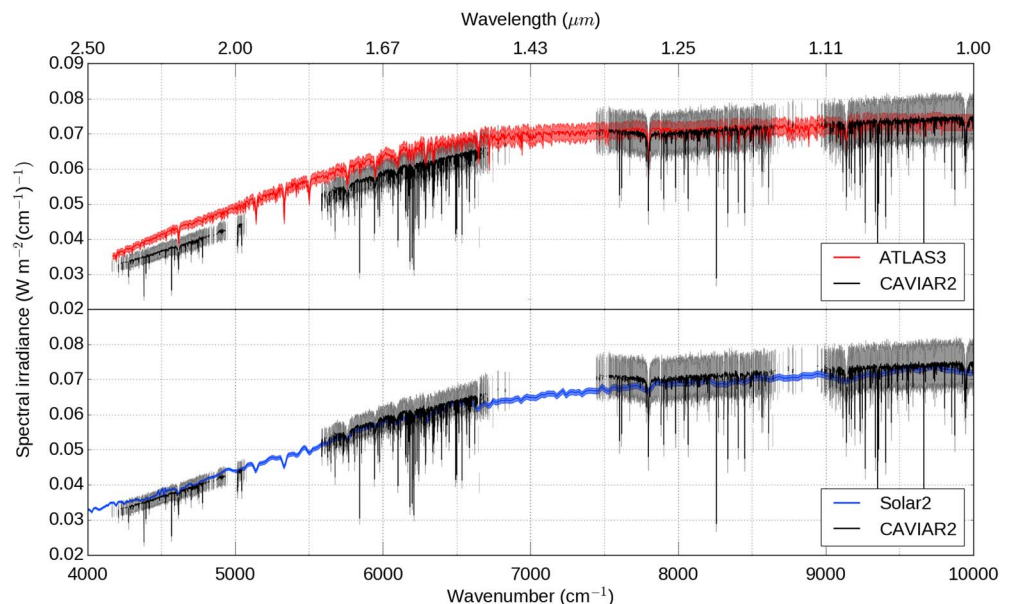 Wavelength (μm)
2.50 2.00 1.67 1.43 1.25 1.11 1.00
0.09
0.08
0.07
0.06
0.05
0.04
0.03
0.02
ATLAS3
CAVIAR2
Spectral irradiance (W m⁻²(cm⁻¹)⁻¹)
0.08
0.07
0.06
0.05
0.04
0.03
0.02
Solar2
CAVIAR2
4000 5000 6000 7000 8000 9000 10000
Wavenumber (cm⁻¹)